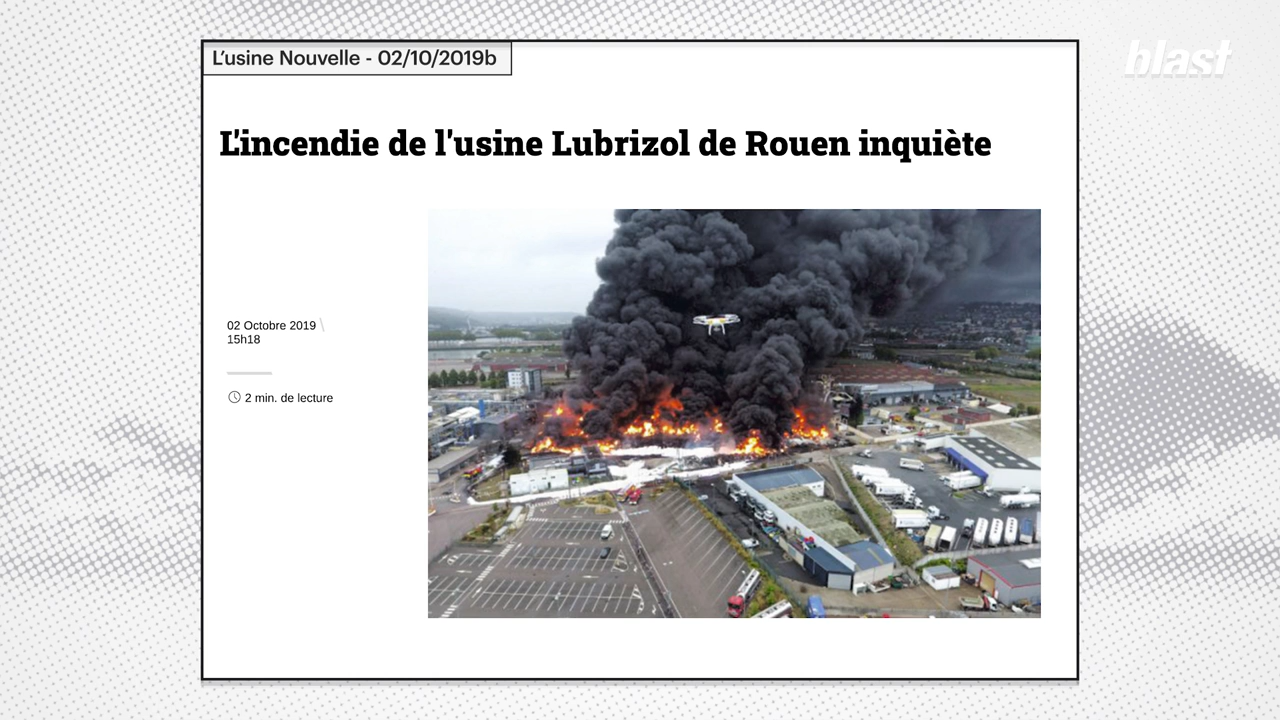 L'usine Nouvelle - 02/10/2019b
blast
L'incendie de l'usine Lubrizol de Rouen inquiète
02 Octobre 2019 \
15h18
2 min. de lecture